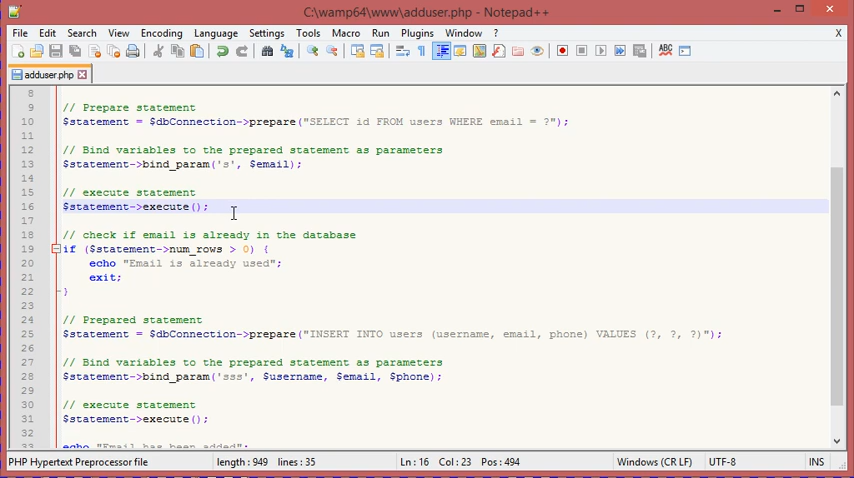 C:\wamp64\www\adduser.php - Notepad++
File Edit Search View Encoding Language Settings Tools Macro Run Plugins Window ? X
adduser.php
8
9 // Prepare statement
10 $statement = $dbConnection->prepare("SELECT id FROM users WHERE email = ?");
11
12 // Bind variables to the prepared statement as parameters
13 $statement->bind_param('s', $email);
14
15 // execute statement
16 $statement->execute();
17
18 // check if email is already in the database
19 if ($statement->num_rows > 0) {
20 echo "Email is already used";
21 exit;
22 }
23
24 // Prepared statement
25 $statement = $dbConnection->prepare("INSERT INTO users (username, email, phone) VALUES (?, ?, ?)");
26
27 // Bind variables to the prepared statement as parameters
28 $statement->bind_param('sss', $username, $email, $phone);
29
30 // execute statement
31 $statement->execute();
32
33 echo "Email has been added";
PHP Hypertext Preprocessor file length : 949 lines : 35 Ln : 16 Col : 23 Pos : 494 Windows (CR LF) UTF-8 INS